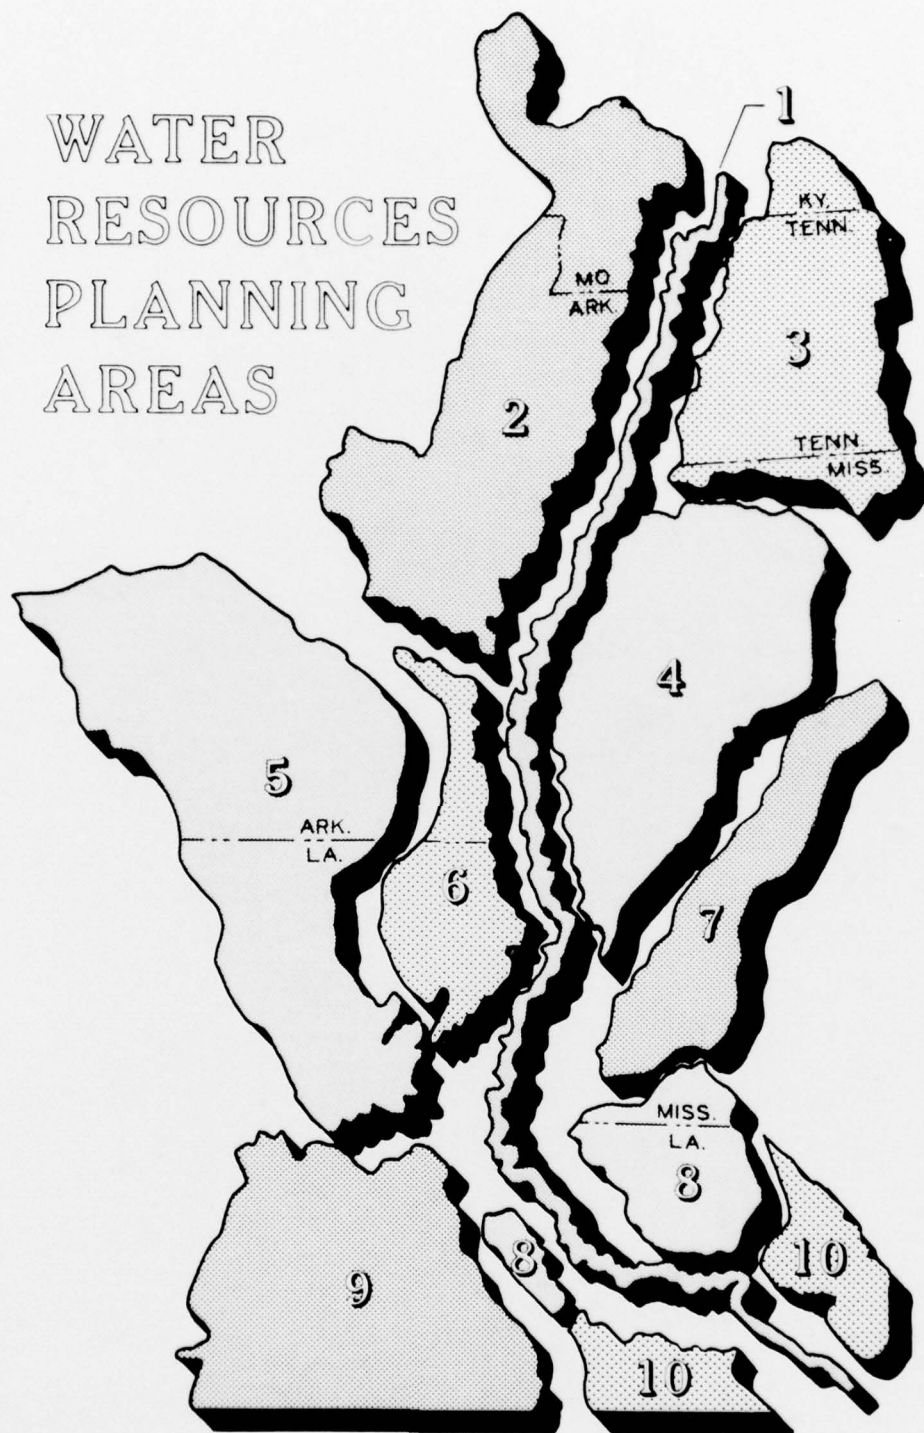 WATER
RESOURCES
PLANNING
AREAS
1
KY.
TENN.
MO
ARK.
3
2
TENN.
MISS.
4
5
ARK.
LA.
6
7
MISS.
LA.
8
8
10
9
10